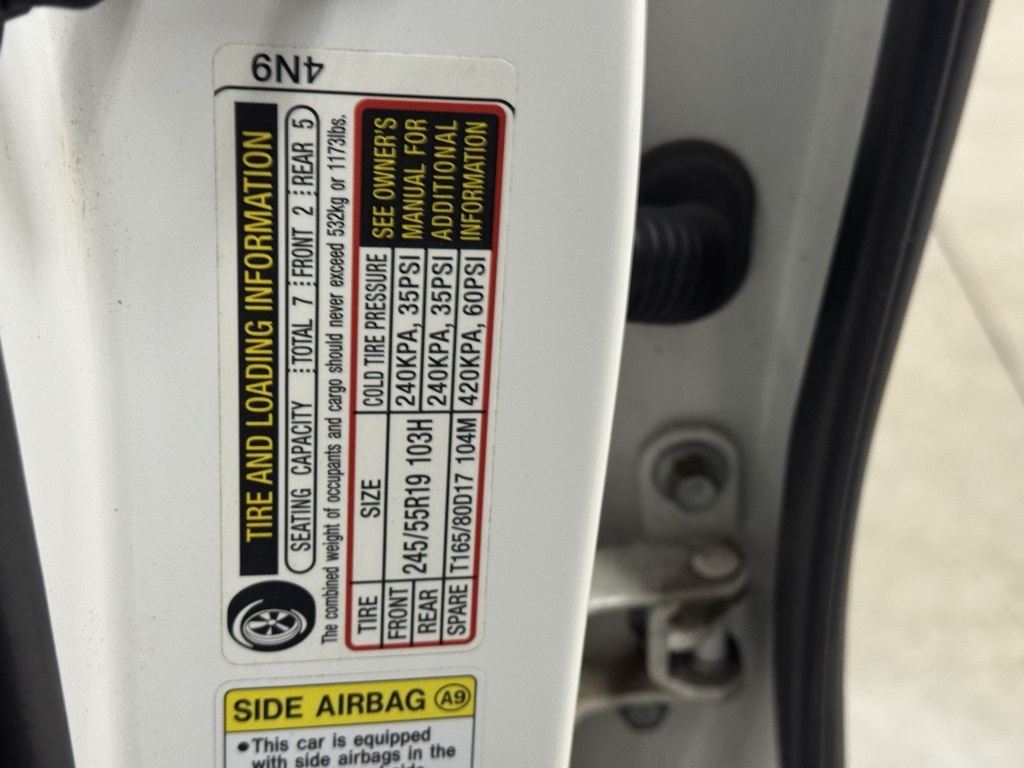 4N9
TIRE AND LOADING INFORMATION
SEATING CAPACITY TOTAL 7 FRONT 2 REAR 5
The combined weight of occupants and cargo should never exceed 532kg or 1173lbs.
TIRE SIZE COLD TIRE PRESSURE
FRONT 245/55R19 103H 240KPA, 35PSI
REAR 240KPA, 35PSI
SPARE T165/80D17 104M 420KPA, 60PSI
SEE OWNER'S
MANUAL FOR
ADDITIONAL
INFORMATION
SIDE AIRBAG A9
•This car is equipped
with side airbags in the